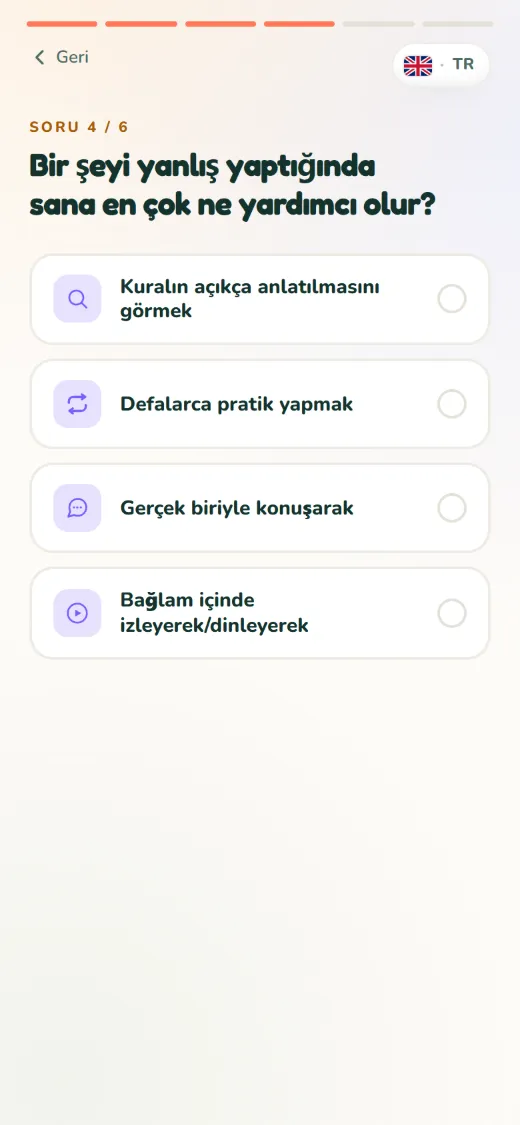 Geri
TR
SORU 4 / 6
Bir şeyi yanlış yaptığında
sana en çok ne yardımcı olur?
Kuralın açıkça anlatılmasını
görmek
Defalarca pratik yapmak
Gerçek biriyle konuşarak
Bağlam içinde
izleyerek/dinleyerek